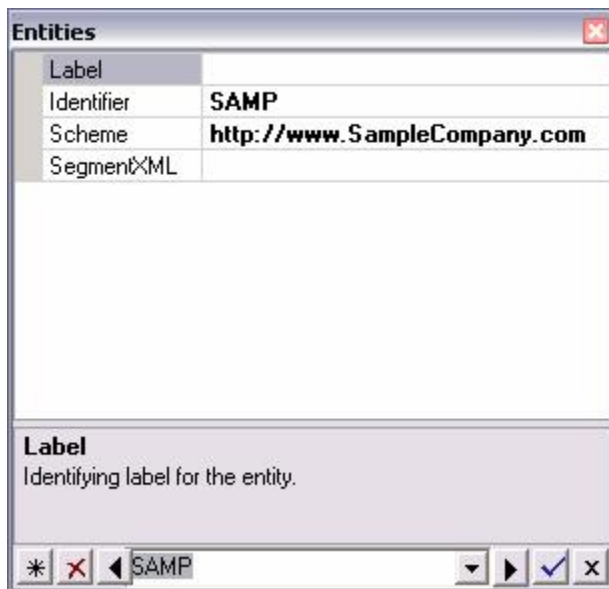 Entities
Label
Identifier SAMP
Scheme http://www.SampleCompany.com
SegmentXML
Label
Identifying label for the entity.
SAMP